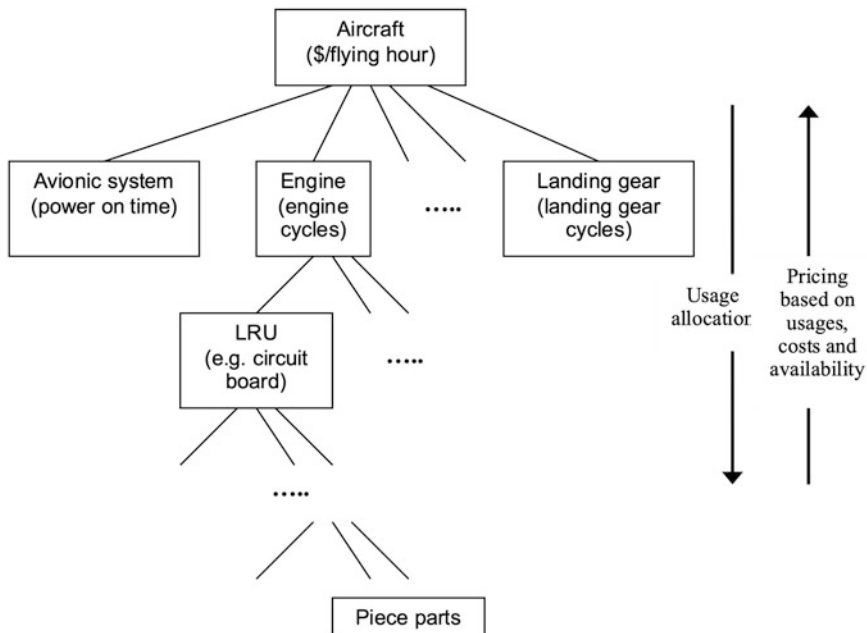 Aircraft
($/flying hour)
Avionic system
(power on time)
Engine
(engine
cycles)
.....
Landing gear
(landing gear
cycles)
Usage
allocation
Pricing
based on
usages,
costs and
availability
LRU
(e.g. circuit
board)
.....
.....
Piece parts